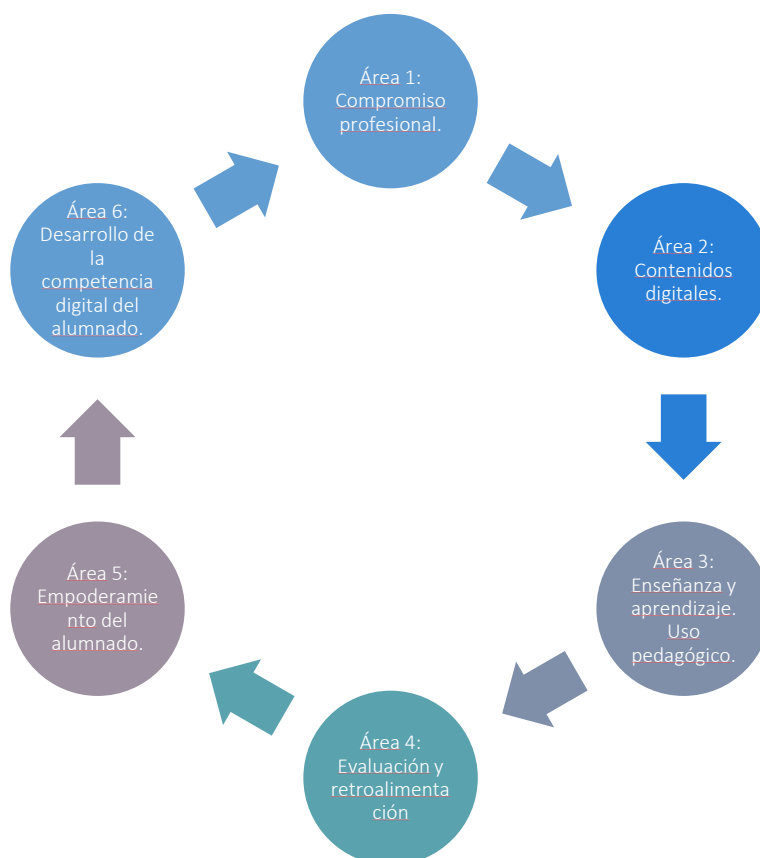 Área 1:
Compromiso
profesional.
Área 2:
Contenidos
digitales.
Área 3:
Enseñanza y
aprendizaje.
Uso
pedagógico.
Área 4:
Evaluación y
retroalimenta
ción
Área 5:
Empoderamie
nto del
alumnado.
Área 6:
Desarrollo de
la
competencia
digital del
alumnado.